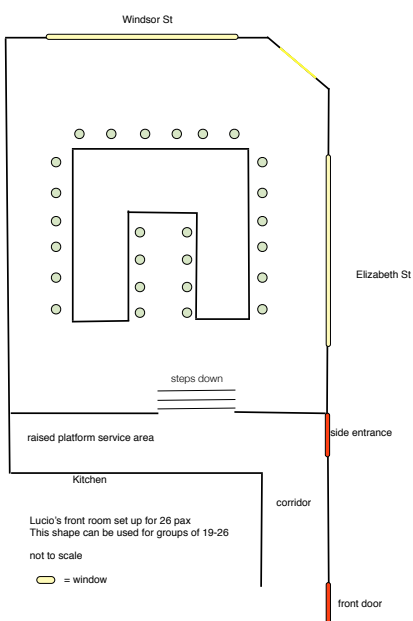 Windsor St
Elizabeth St
steps down
side entrance
raised platform service area
Kitchen
corridor
Lucio's front room set up for 26 pax
This shape can be used for groups of 19-26
not to scale
= window
front door